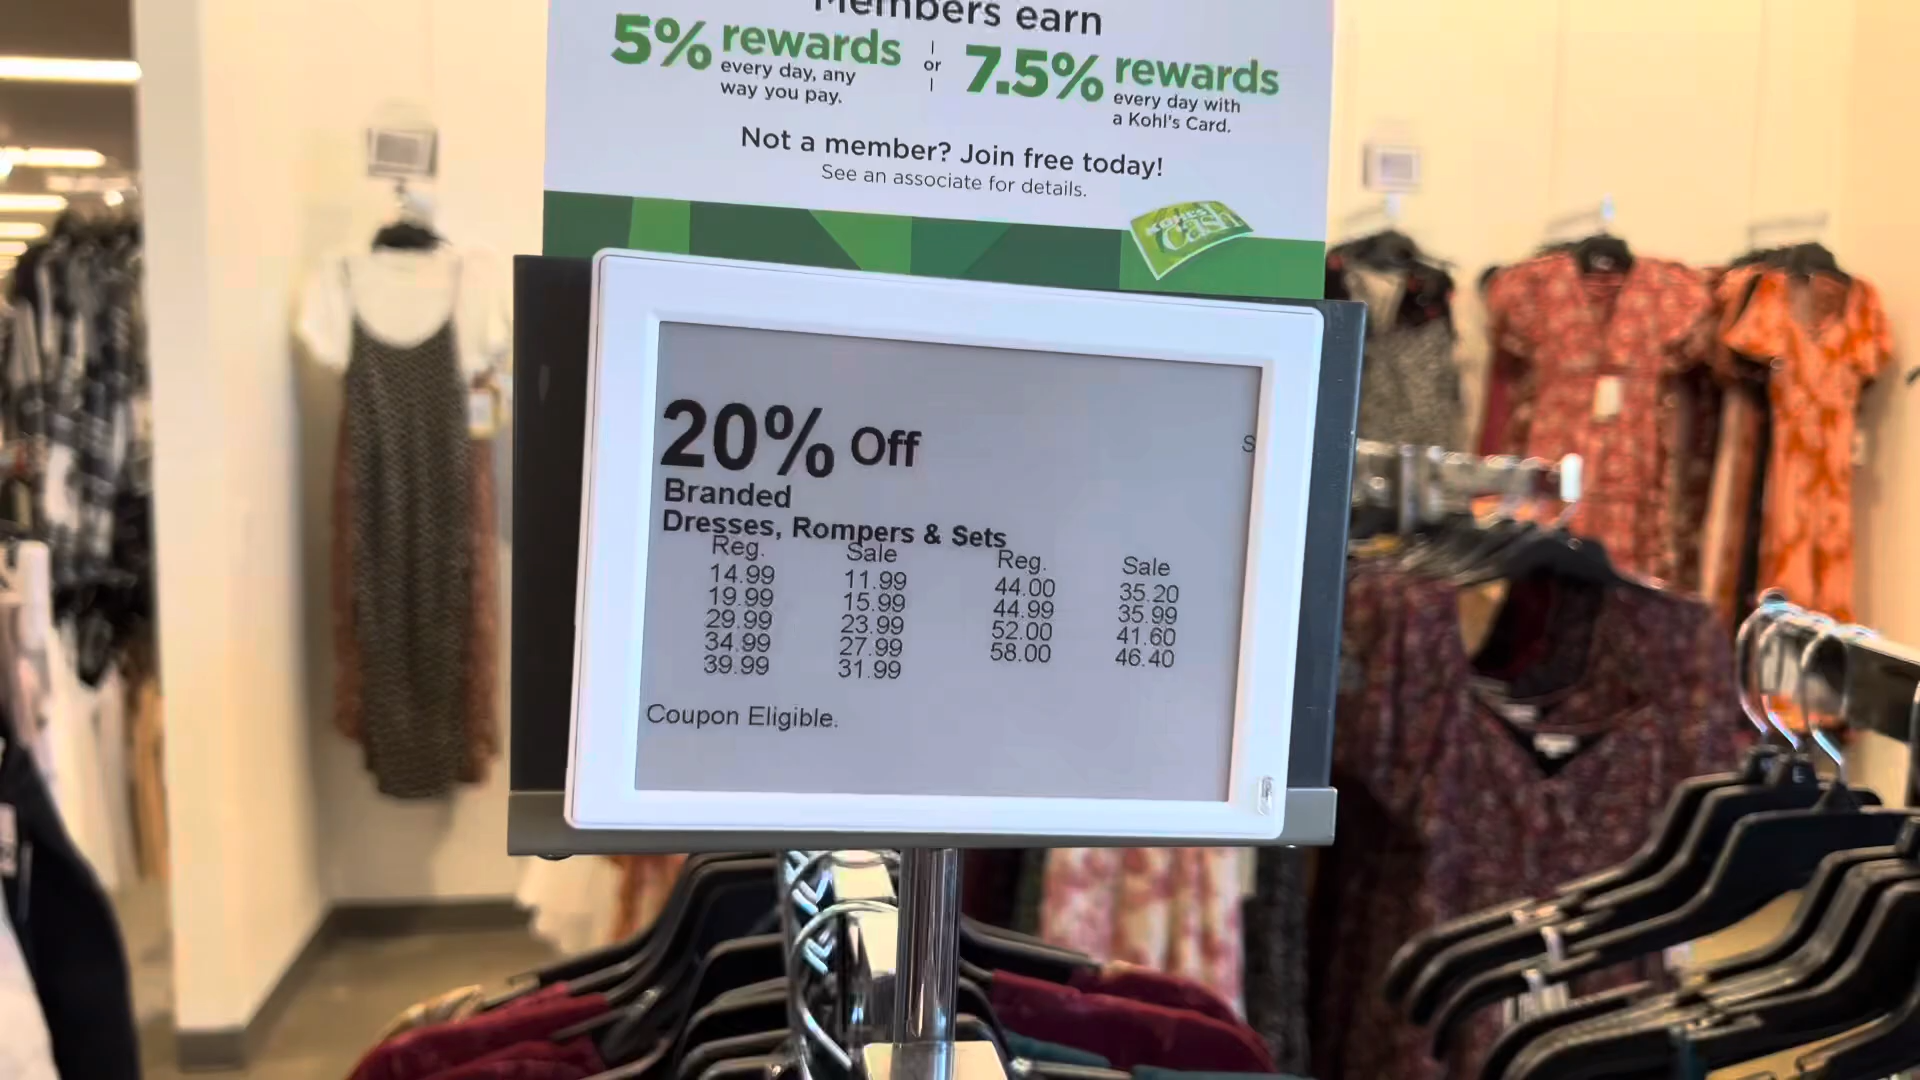 Members earn
5% rewards
every day, any
way you pay.
or
7.5% rewards
every day with
a Kohl's Card.
Not a member? Join free today!
See an associate for details.
KOHL'S
Cash
20% Off
S
Branded
Dresses, Rompers & Sets
Reg. Sale Reg. Sale
14.99 11.99 44.00 35.20
19.99 15.99 44.99 35.99
29.99 23.99 52.00 41.60
34.99 27.99 58.00 46.40
39.99 31.99
Coupon Eligible.